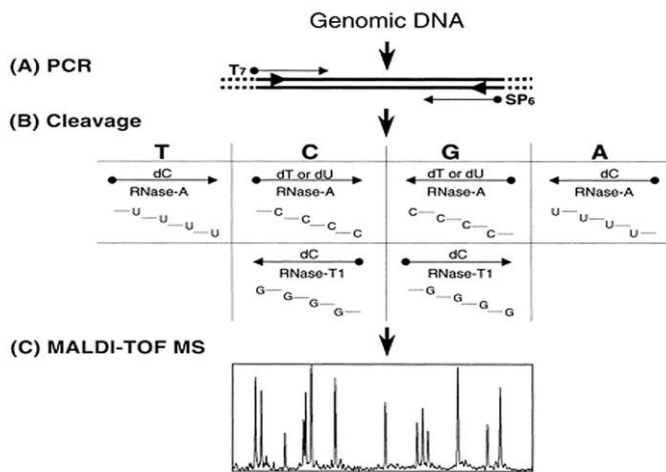 Genomic DNA
(A) PCR
T7
SP6
(B) Cleavage
T C G A
dC dT or dU dT or dU dC
RNase-A RNase-A RNase-A RNase-A
U U U U U C C C C C C C C U U U U
dC dC
RNase-T1 RNase-T1
G G G G G G G G
(C) MALDI-TOF MS